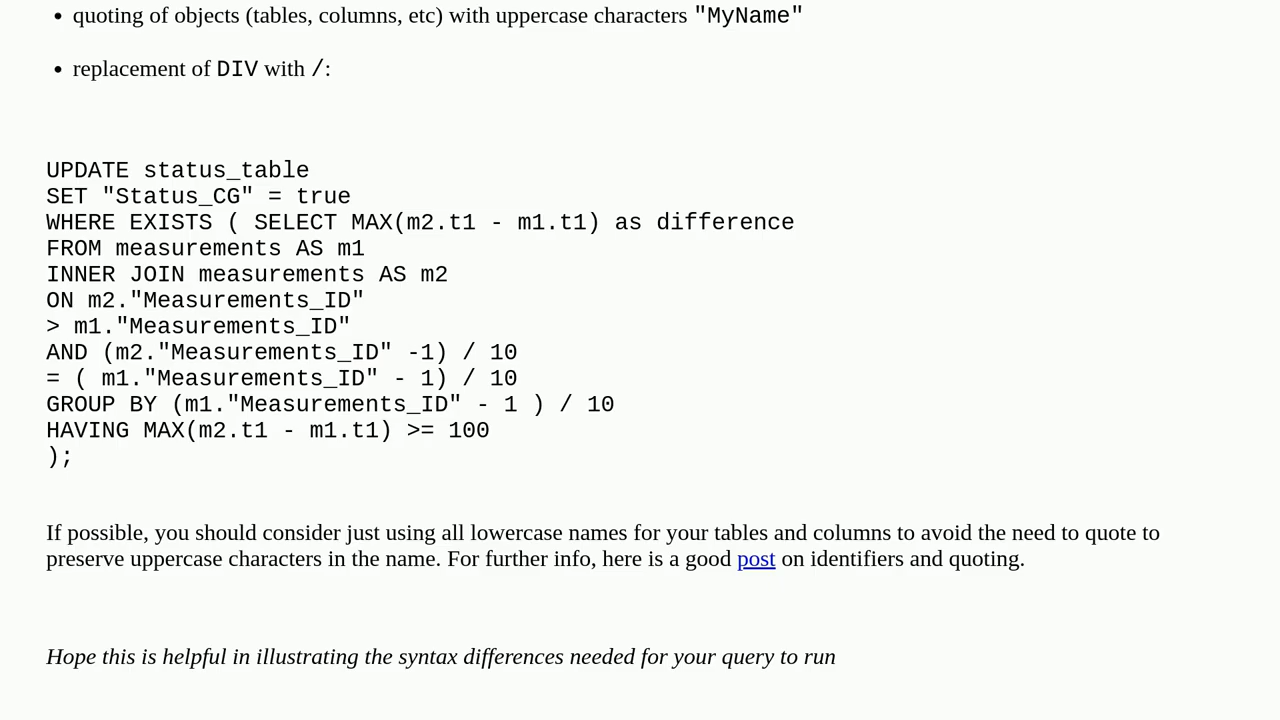 • quoting of objects (tables, columns, etc) with uppercase characters "MyName"
• replacement of DIV with /:
UPDATE status_table
SET "Status_CG" = true
WHERE EXISTS ( SELECT MAX(m2.t1 - m1.t1) as difference
FROM measurements AS m1
INNER JOIN measurements AS m2
ON m2."Measurements_ID"
> m1."Measurements_ID"
AND (m2."Measurements_ID" -1) / 10
= ( m1."Measurements_ID" - 1) / 10
GROUP BY (m1."Measurements_ID" - 1 ) / 10
HAVING MAX(m2.t1 - m1.t1) >= 100
);
If possible, you should consider just using all lowercase names for your tables and columns to avoid the need to quote to
preserve uppercase characters in the name. For further info, here is a good post on identifiers and quoting.
Hope this is helpful in illustrating the syntax differences needed for your query to run